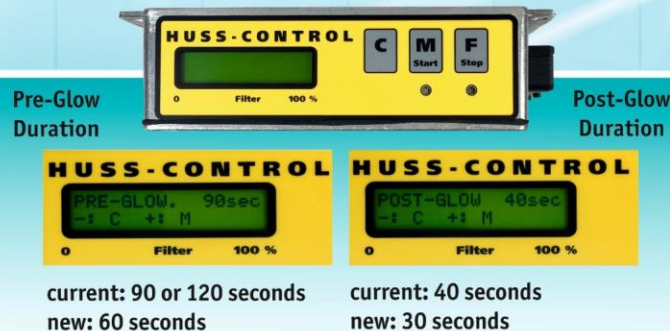 HUSS-CONTROL
C M F
Start Stop
0 Filter 100 %
Pre-Glow
Duration
Post-Glow
Duration
HUSS-CONTROL
PRE-GLOW. 90sec
-: C +: M
0 Filter 100 %
HUSS-CONTROL
POST-GLOW 40sec
-: C +: M
0 Filter 100 %
current: 90 or 120 seconds
new: 60 seconds
current: 40 seconds
new: 30 seconds